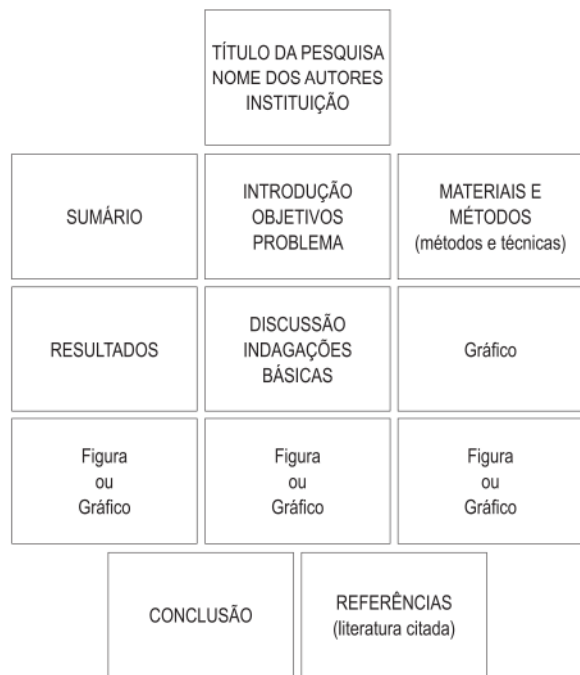 TÍTULO DA PESQUISA
NOME DOS AUTORES
INSTITUIÇÃO
SUMÁRIO
INTRODUÇÃO
OBJETIVOS
PROBLEMA
MATERIAIS E
MÉTODOS
(métodos e técnicas)
RESULTADOS
DISCUSSÃO
INDAGAÇÕES
BÁSICAS
Gráfico
Figura
ou
Gráfico
Figura
ou
Gráfico
Figura
ou
Gráfico
CONCLUSÃO
REFERÊNCIAS
(literatura citada)